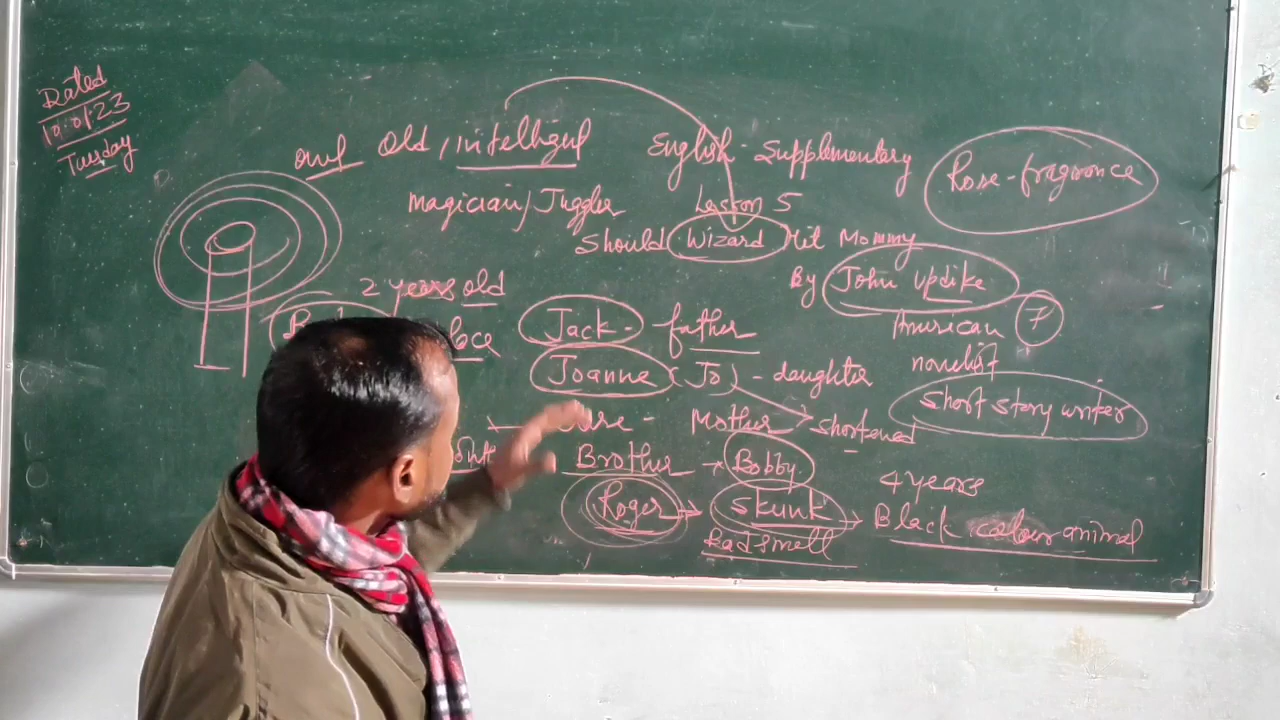 Dated
10.01.23
Tuesday
owl Old, intelligent
English - Supplementary
Rose - fragrance
Magician/Juggler
Lesson 5
Should Wizard Hit Mommy
By John Updike
2 years old
American 7
novelist
Short story writer
Jack - father
Joanne (Jo) - daughter
shortened
Clare - Mother
Brother → Bobby
4 years
Roger → Skunk → Black colour animal
Bad smell